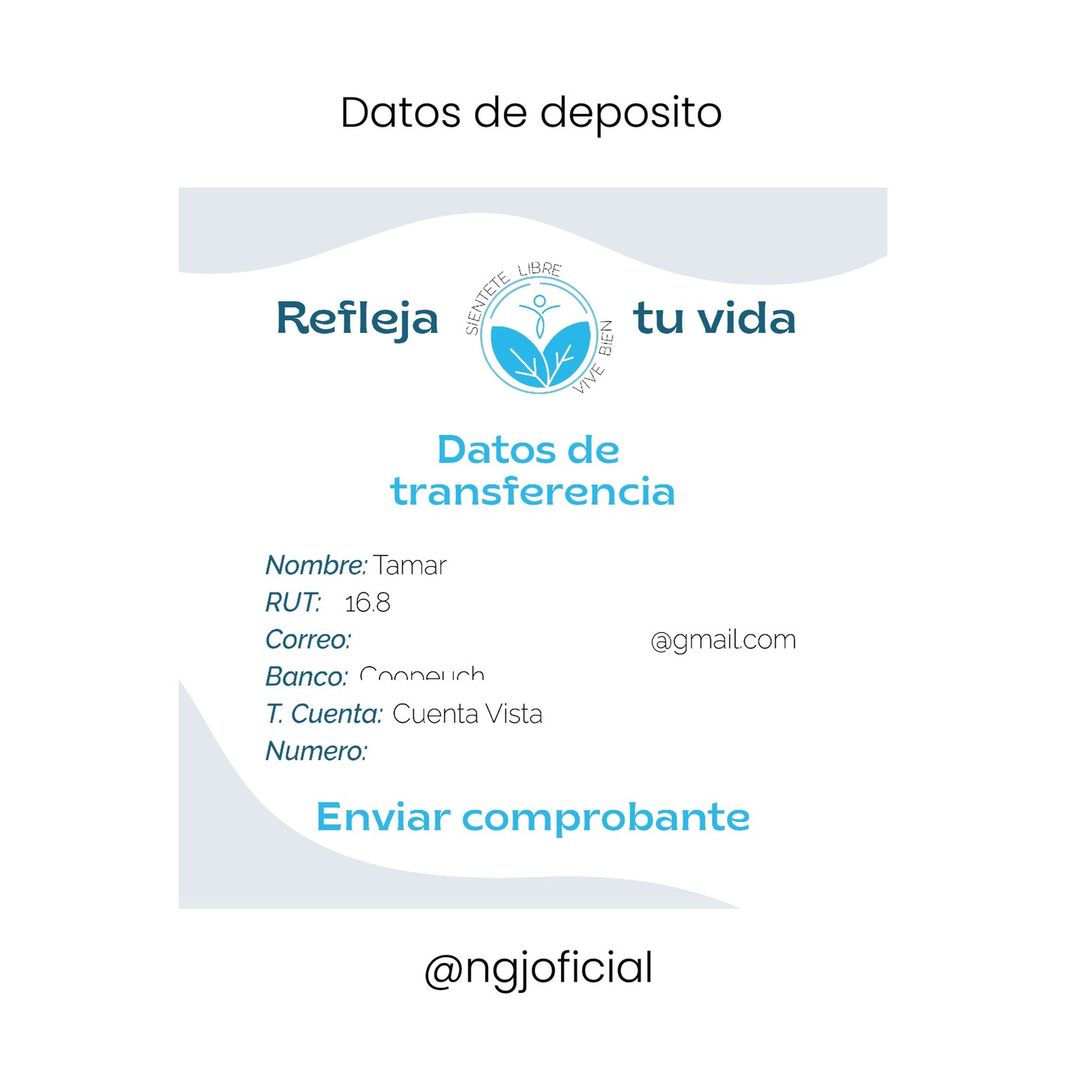 Datos de deposito
Refleja tu vida
SIENTETE LIBRE
VIVE BIEN
Datos de
transferencia
Nombre: Tamar
RUT: 16.8
Correo: @gmail.com
Banco: Coopeuch
T. Cuenta: Cuenta Vista
Numero:
Enviar comprobante
@ngjoficial